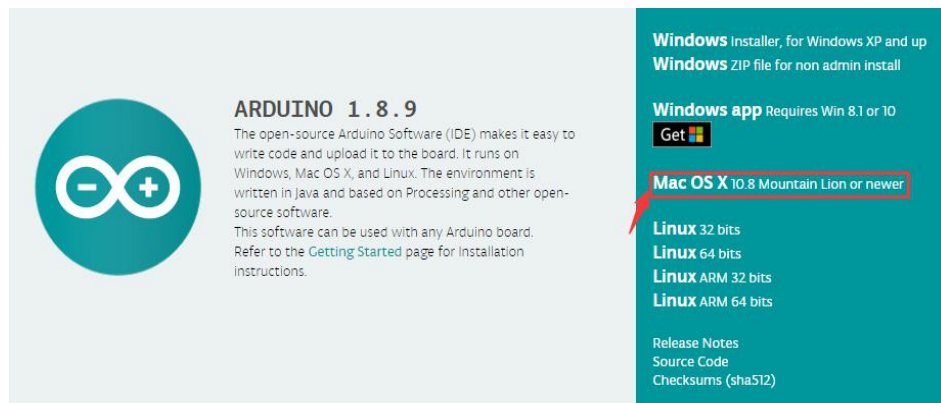 ARDUINO 1.8.9
The open-source Arduino Software (IDE) makes it easy to
write code and upload it to the board. It runs on
Windows, Mac OS X, and Linux. The environment is
written in Java and based on Processing and other open-
source software.
This software can be used with any Arduino board.
Refer to the Getting Started page for Installation
instructions.
Windows Installer, for Windows XP and up
Windows ZIP file for non admin install
Windows app Requires Win 8.1 or 10
Get
Mac OS X 10.8 Mountain Lion or newer
Linux 32 bits
Linux 64 bits
Linux ARM 32 bits
Linux ARM 64 bits
Release Notes
Source Code
Checksums (sha512)